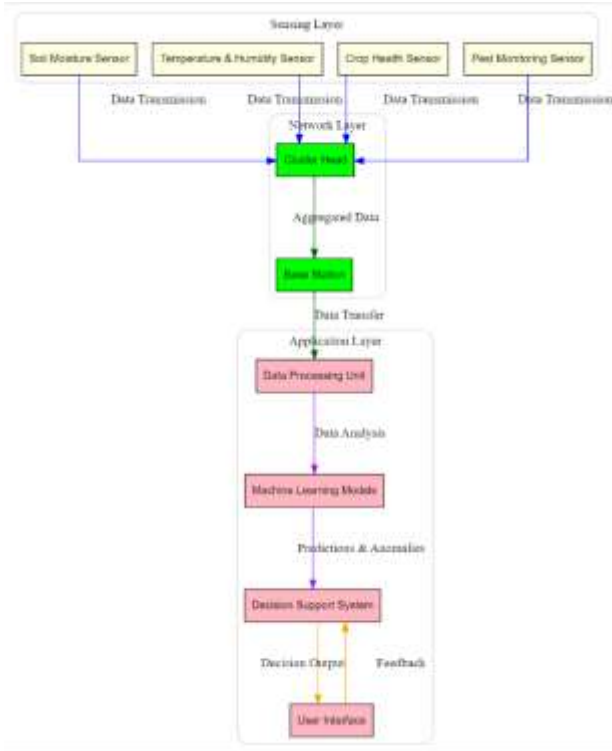 Sensing Layer
Soil Moisture Sensor
Temperature & Humidity Sensor
Crop Health Sensor
Pest Monitoring Sensor
Data Transmission
Data Transmission
Data Transmission
Data Transmission
Network Layer
Cluster Head
Aggregated Data
Base Station
Data Transfer
Application Layer
Data Processing Unit
Data Analysis
Machine Learning Models
Predictions & Anomalies
Decision Support System
Decision Output
Feedback
User Interface